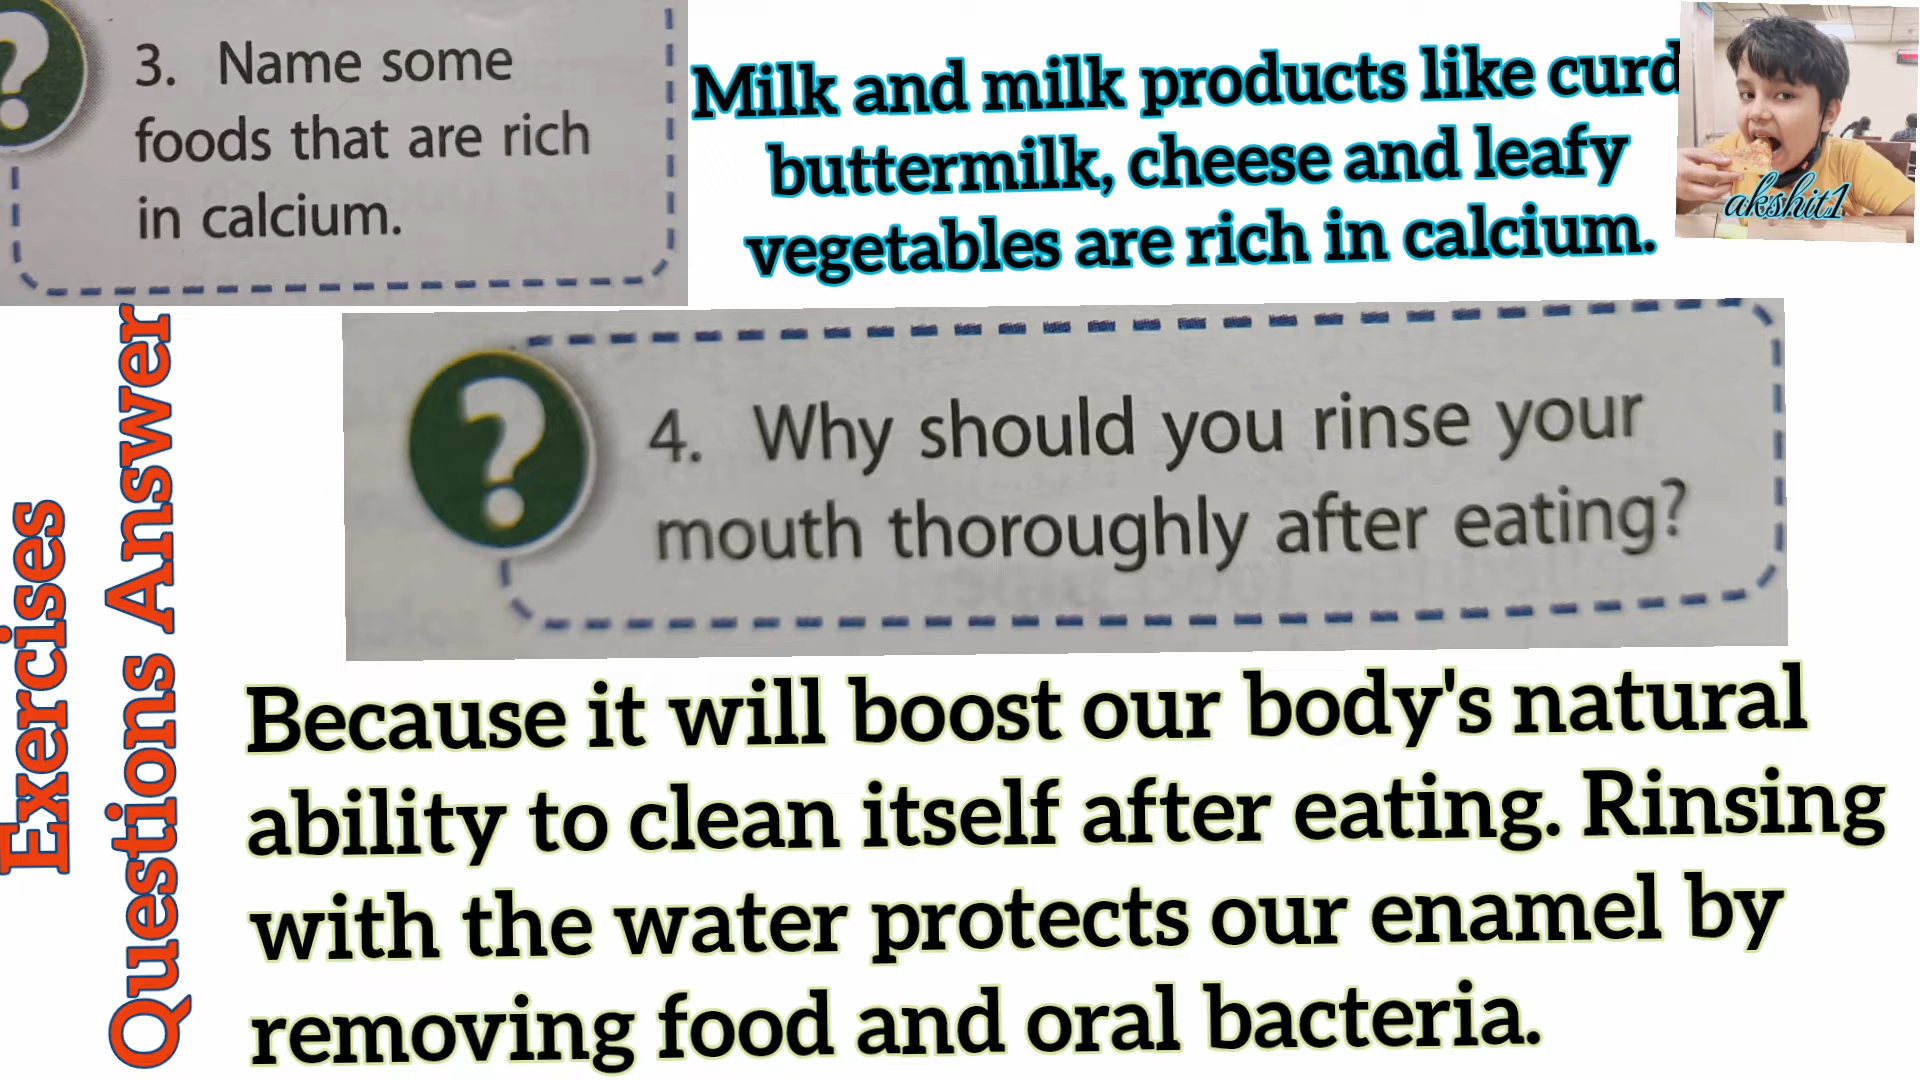 3. Name some
foods that are rich
in calcium.
Milk and milk products like curd
buttermilk, cheese and leafy
vegetables are rich in calcium.
akshit1
Exercises
Questions Answer
4. Why should you rinse your
mouth thoroughly after eating?
Because it will boost our body's natural
ability to clean itself after eating. Rinsing
with the water protects our enamel by
removing food and oral bacteria.